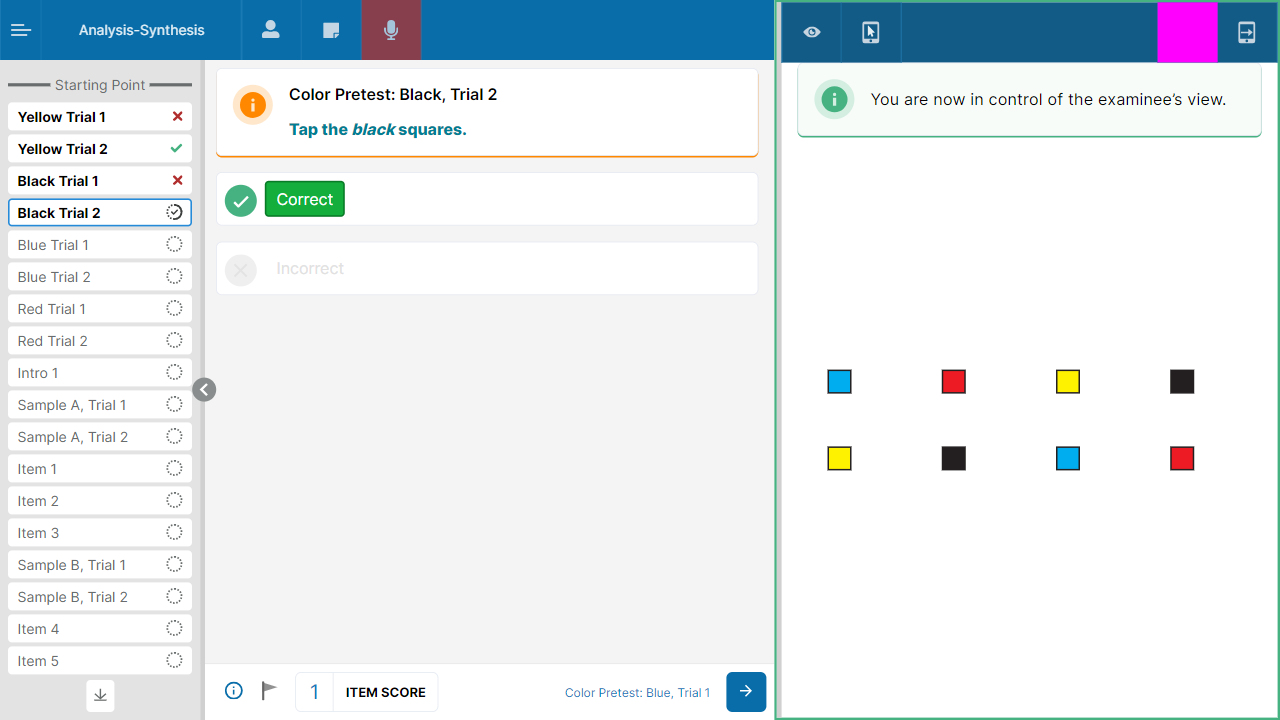 Analysis-Synthesis
Starting Point
Yellow Trial 1
Yellow Trial 2
Black Trial 1
Black Trial 2
Blue Trial 1
Blue Trial 2
Red Trial 1
Red Trial 2
Intro 1
Sample A, Trial 1
Sample A, Trial 2
Item 1
Item 2
Item 3
Sample B, Trial 1
Sample B, Trial 2
Item 4
Item 5
Color Pretest: Black, Trial 2
Tap the black squares.
Correct
Incorrect
1 ITEM SCORE
Color Pretest: Blue, Trial 1
You are now in control of the examinee’s view.